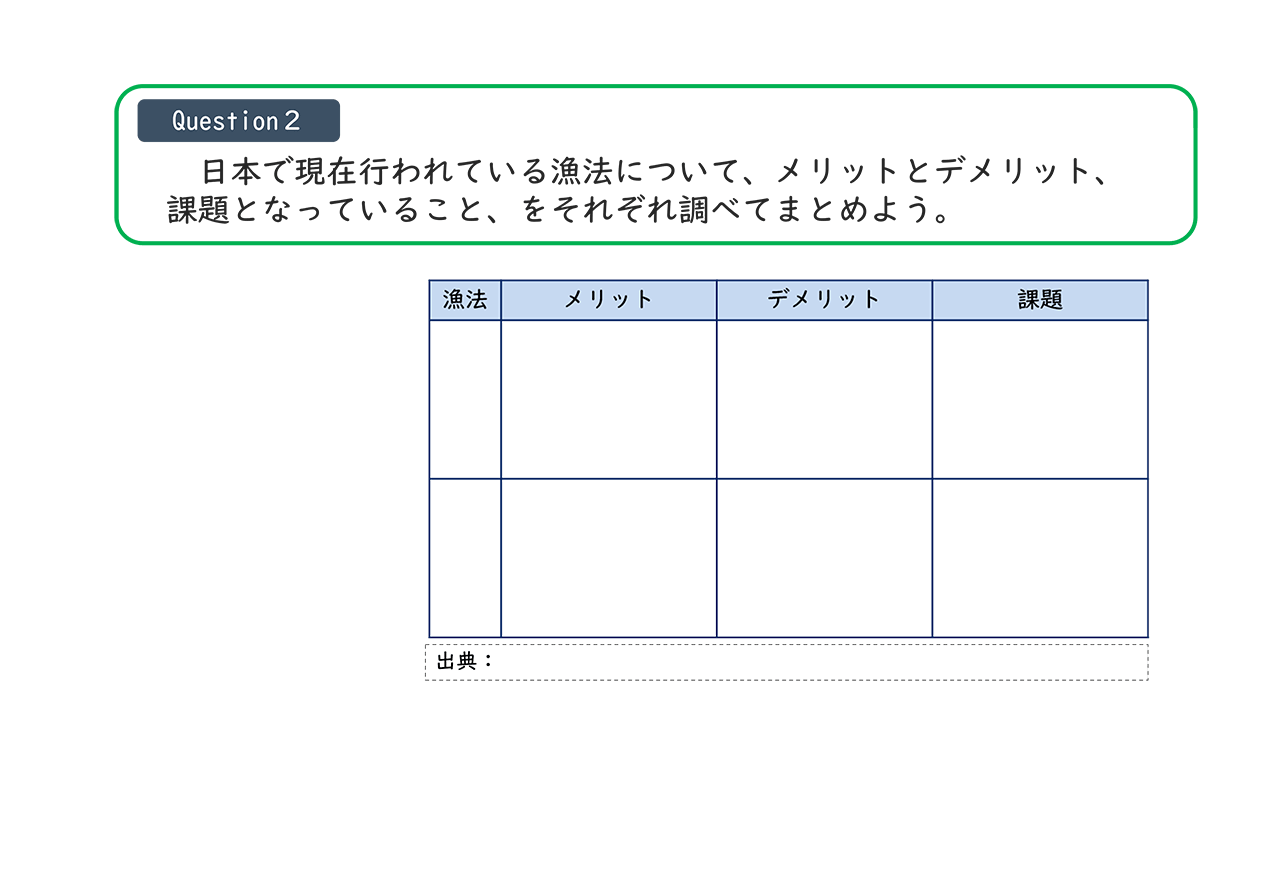 Question２
日本で現在行われている漁法について、メリットとデメリット、
課題となっていること、をそれぞれ調べてまとめよう。
漁法 メリット デメリット 課題
出典：